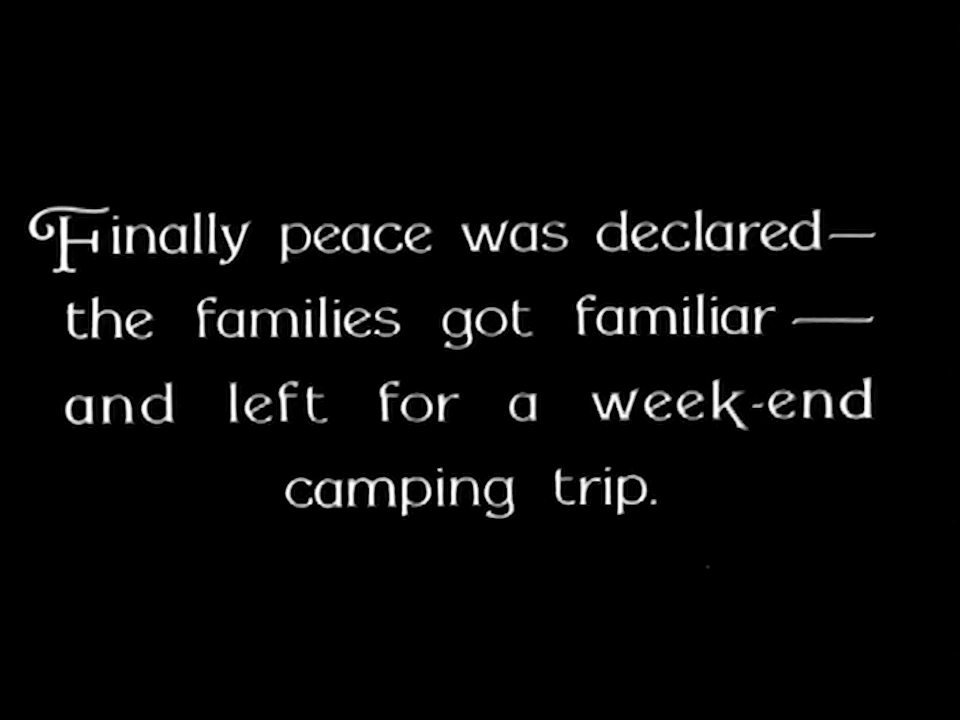 Finally peace was declared—
the families got familiar —
and left for a week-end
camping trip.